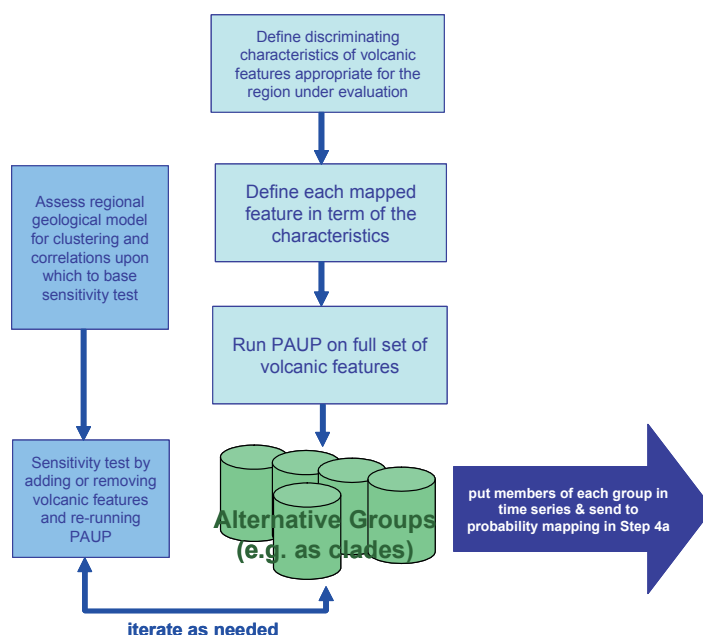 Define discriminating
characteristics of volcanic
features appropriate for the
region under evaluation
Define each mapped
feature in term of the
characteristics
Run PAUP on full set of
volcanic features
Assess regional
geological model
for clustering and
correlations upon
which to base
sensitivity test
Sensitivity test by
adding or removing
volcanic features
and re-running
PAUP
Alternative Groups
(e.g. as clades)
put members of each group in
time series & send to
probability mapping in Step 4a
iterate as needed